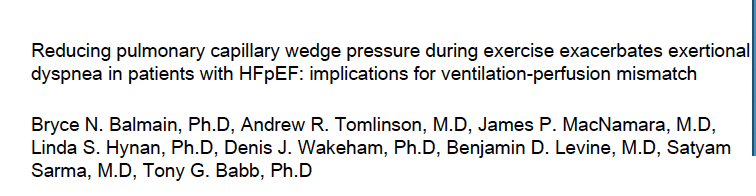 Reducing pulmonary capillary wedge pressure during exercise exacerbates exertional
dyspnea in patients with HFpEF: implications for ventilation-perfusion mismatch
Bryce N. Balmain, Ph.D, Andrew R. Tomlinson, M.D, James P. MacNamara, M.D,
Linda S. Hynan, Ph.D, Denis J. Wakeham, Ph.D, Benjamin D. Levine, M.D, Satyam
Sarma, M.D, Tony G. Babb, Ph.D